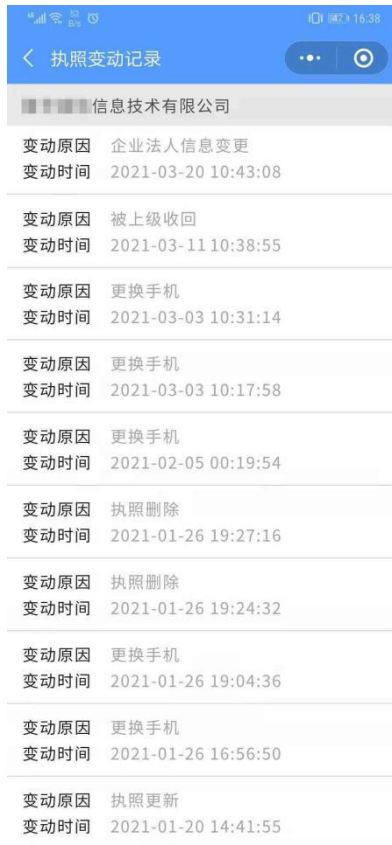 16:38
执照变动记录
信息技术有限公司
变动原因 企业法人信息变更
变动时间 2021-03-20 10:43:08
变动原因 被上级收回
变动时间 2021-03-11 10:38:55
变动原因 更换手机
变动时间 2021-03-03 10:31:14
变动原因 更换手机
变动时间 2021-03-03 10:17:58
变动原因 更换手机
变动时间 2021-02-05 00:19:54
变动原因 执照删除
变动时间 2021-01-26 19:27:16
变动原因 执照删除
变动时间 2021-01-26 19:24:32
变动原因 更换手机
变动时间 2021-01-26 19:04:36
变动原因 更换手机
变动时间 2021-01-26 16:56:50
变动原因 执照更新
变动时间 2021-01-20 14:41:55